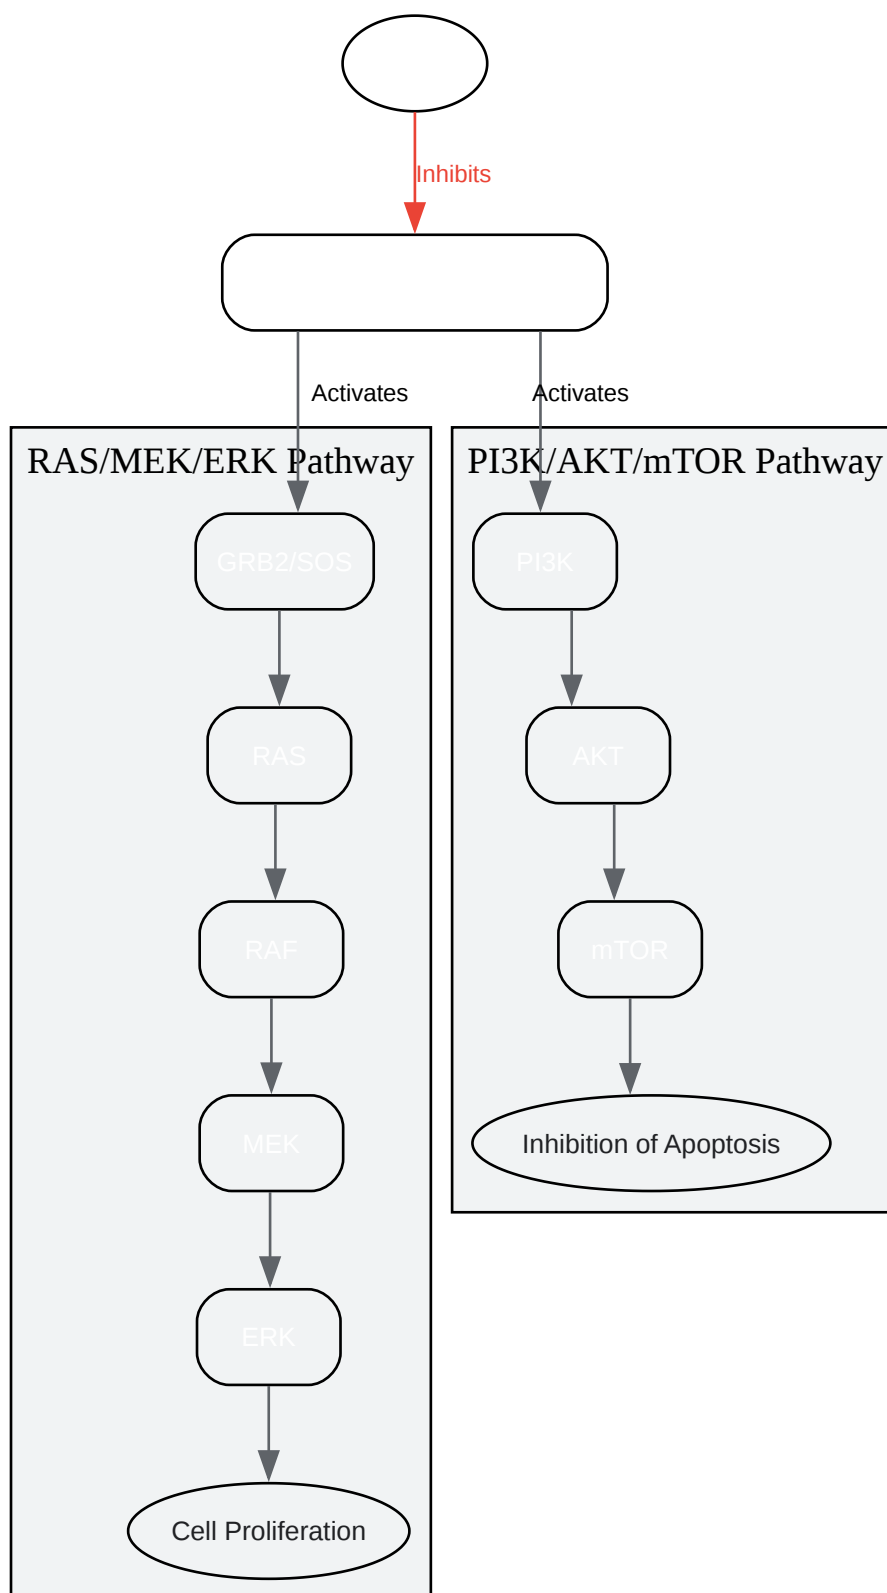 Inhibits
Activates
Activates
RAS/MEK/ERK Pathway
PI3K/AKT/mTOR Pathway
GRB2/SOS
PI3K
RAS
AKT
RAF
mTOR
MEK
Inhibition of Apoptosis
ERK
Cell Proliferation